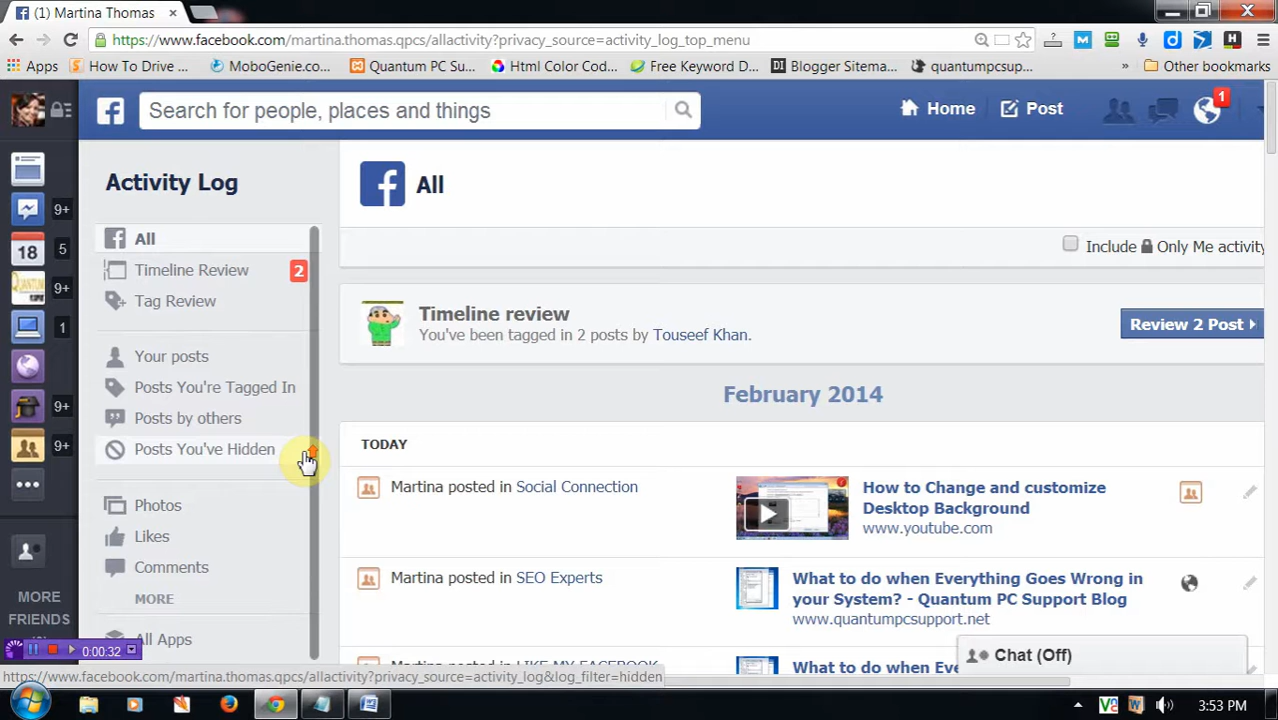 (1) Martina Thomas
https://www.facebook.com/martina.thomas.qpcs/allactivity?privacy_source=activity_log_top_menu
Apps How To Drive ... MoboGenie.co... Quantum PC Su... Html Color Cod... Free Keyword D... DI Blogger Sitema... quantumpcsup... » Other bookmarks
Search for people, places and things
Home Post 1
Activity Log
All
All
Include Only Me activity
Timeline Review 2
Tag Review
Your posts
Posts You're Tagged In
Posts by others
Posts You've Hidden
Photos
Likes
Comments
MORE
All Apps
9+
18 5
9+
1
9+
9+
MORE
FRIENDS
0:00:32
Timeline review
You've been tagged in 2 posts by Touseef Khan.
Review 2 Post
February 2014
TODAY
Martina posted in Social Connection
How to Change and customize
Desktop Background
www.youtube.com
Martina posted in SEO Experts
What to do when Everything Goes Wrong in
your System? - Quantum PC Support Blog
www.quantumpcsupport.net
Martina posted in LIKE MY FACEBOOK
What to do when Eve
Chat (Off)
https://www.facebook.com/martina.thomas.qpcs/allactivity?privacy_source=activity_log&log_filter=hidden
3:53 PM